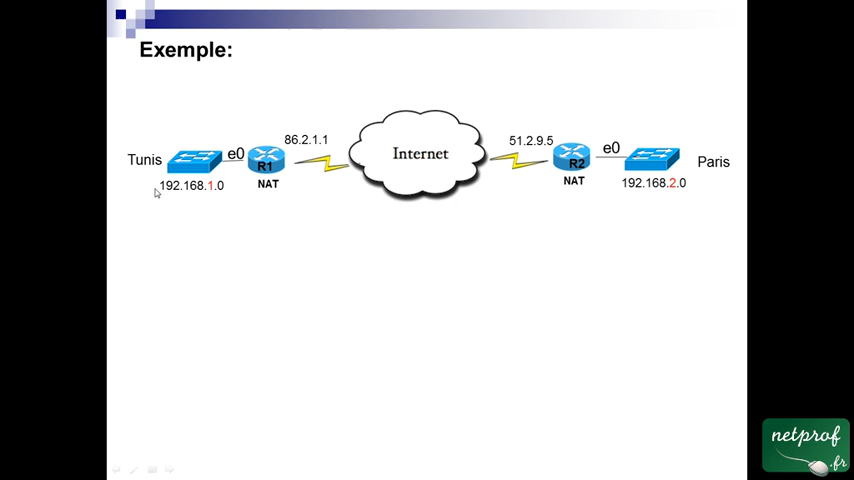 Exemple:
Tunis
e0
R1
86.2.1.1
Internet
51.2.9.5
R2
e0
Paris
192.168.1.0
NAT
NAT
192.168.2.0
netprof
.fr